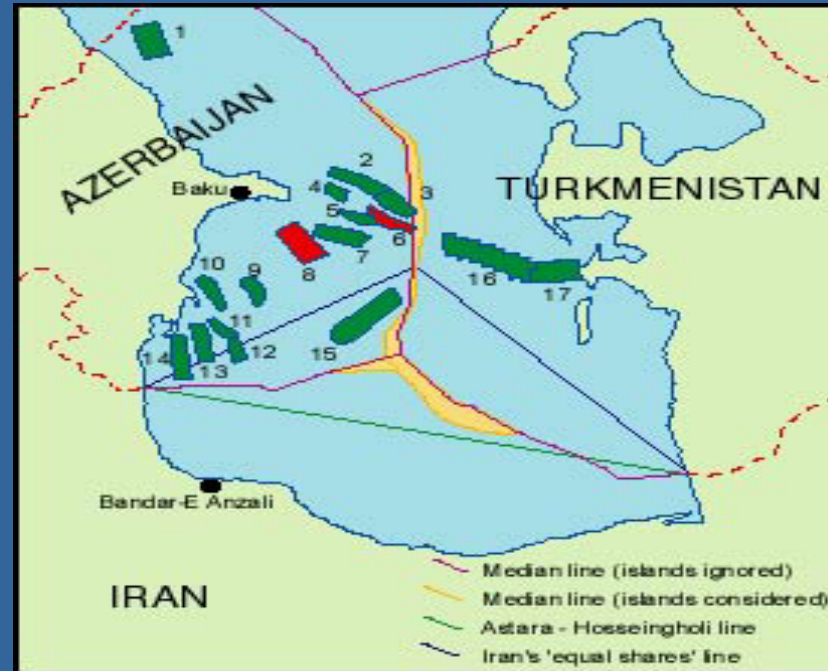 1
AZERBAIJAN
2
4
Baku
3
TURKMENISTAN
5
6
7
8
16
17
10
9
11
14
13
12
15
Bandar-E Anzali
IRAN
Median line (islands ignored)
Median line (islands considered)
Astara - Hosseingholi line
Iran's 'equal shares' line